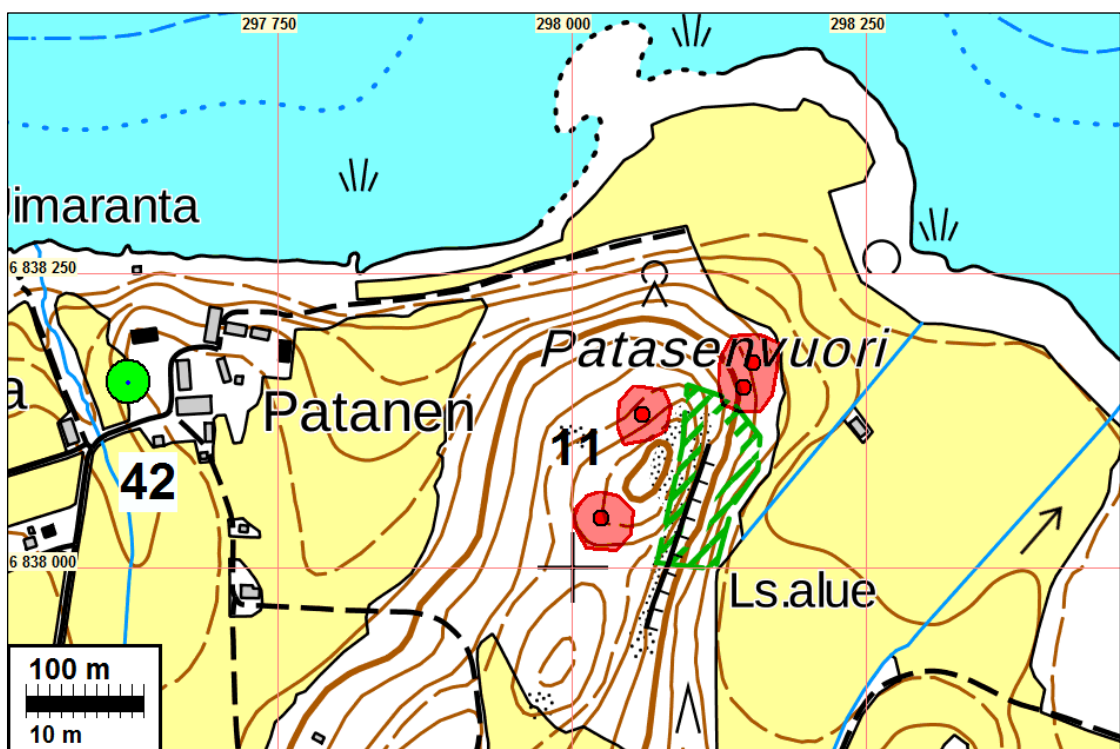 297 750
298 000
298 250
imaranta
6 838 250
Patasenvuori
a
Patanen
11
42
6 838 000
Ls.alue
100 m
10 m